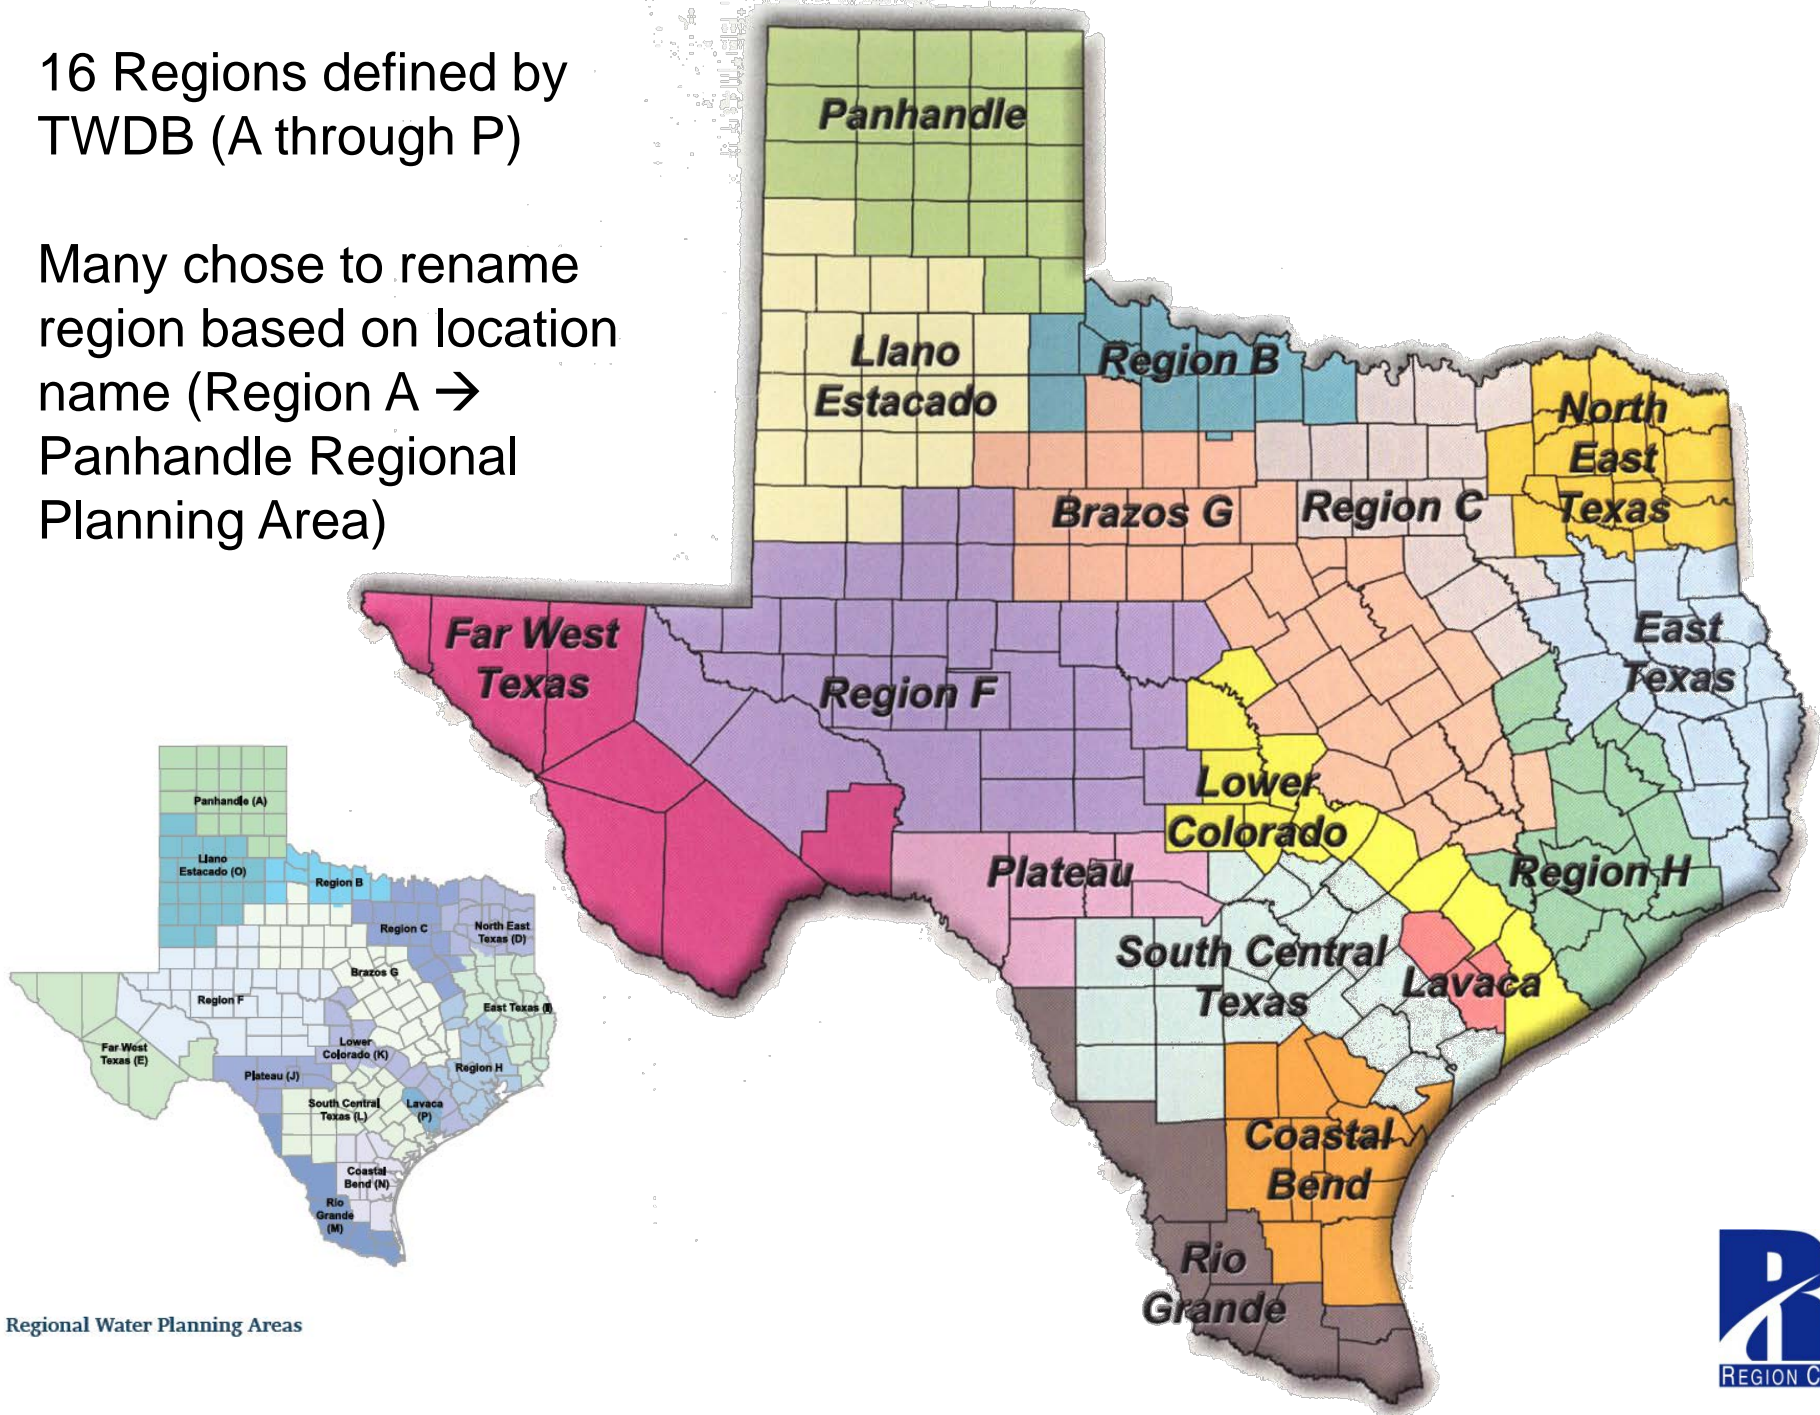 16 Regions defined by
TWDB (A through P)
Many chose to rename
region based on location
name (Region A →
Panhandle Regional
Planning Area)
Panhandle
Llano
Estacado
Region B
North
East
Texas
Brazos G
Region C
Far West
Texas
Region F
East
Texas
Lower
Colorado
Plateau
Region H
South Central
Texas
Lavaca
Coastal
Bend
Rio
Grande
Panhandle (A)
Llano
Estacado (O)
Region B
Region C
North East
Texas (D)
Brazos G
Region F
East Texas (I)
Far West
Texas (E)
Lower
Colorado (K)
Plateau (J)
Region H
South Central
Texas (L)
Lavaca
(P)
Coastal
Bend (N)
Rio
Grande
(M)
Regional Water Planning Areas
R
REGION C